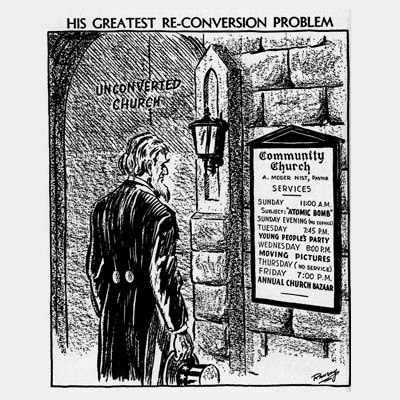 HIS GREATEST RE-CONVERSION PROBLEM
UNCONVERTED
CHURCH
Community
Church
A. MODER NIST, PASTOR
SERVICES
SUNDAY 11:00 A.M.
SUBJECT: "ATOMIC BOMB"
SUNDAY EVENING (NO SERVICE)
TUESDAY 7:45 P.M.
YOUNG PEOPLE'S PARTY
WEDNESDAY 8:00 P.M.
MOVING PICTURES
THURSDAY (NO SERVICE)
FRIDAY 7:00 P.M.
ANNUAL CHURCH BAZAAR